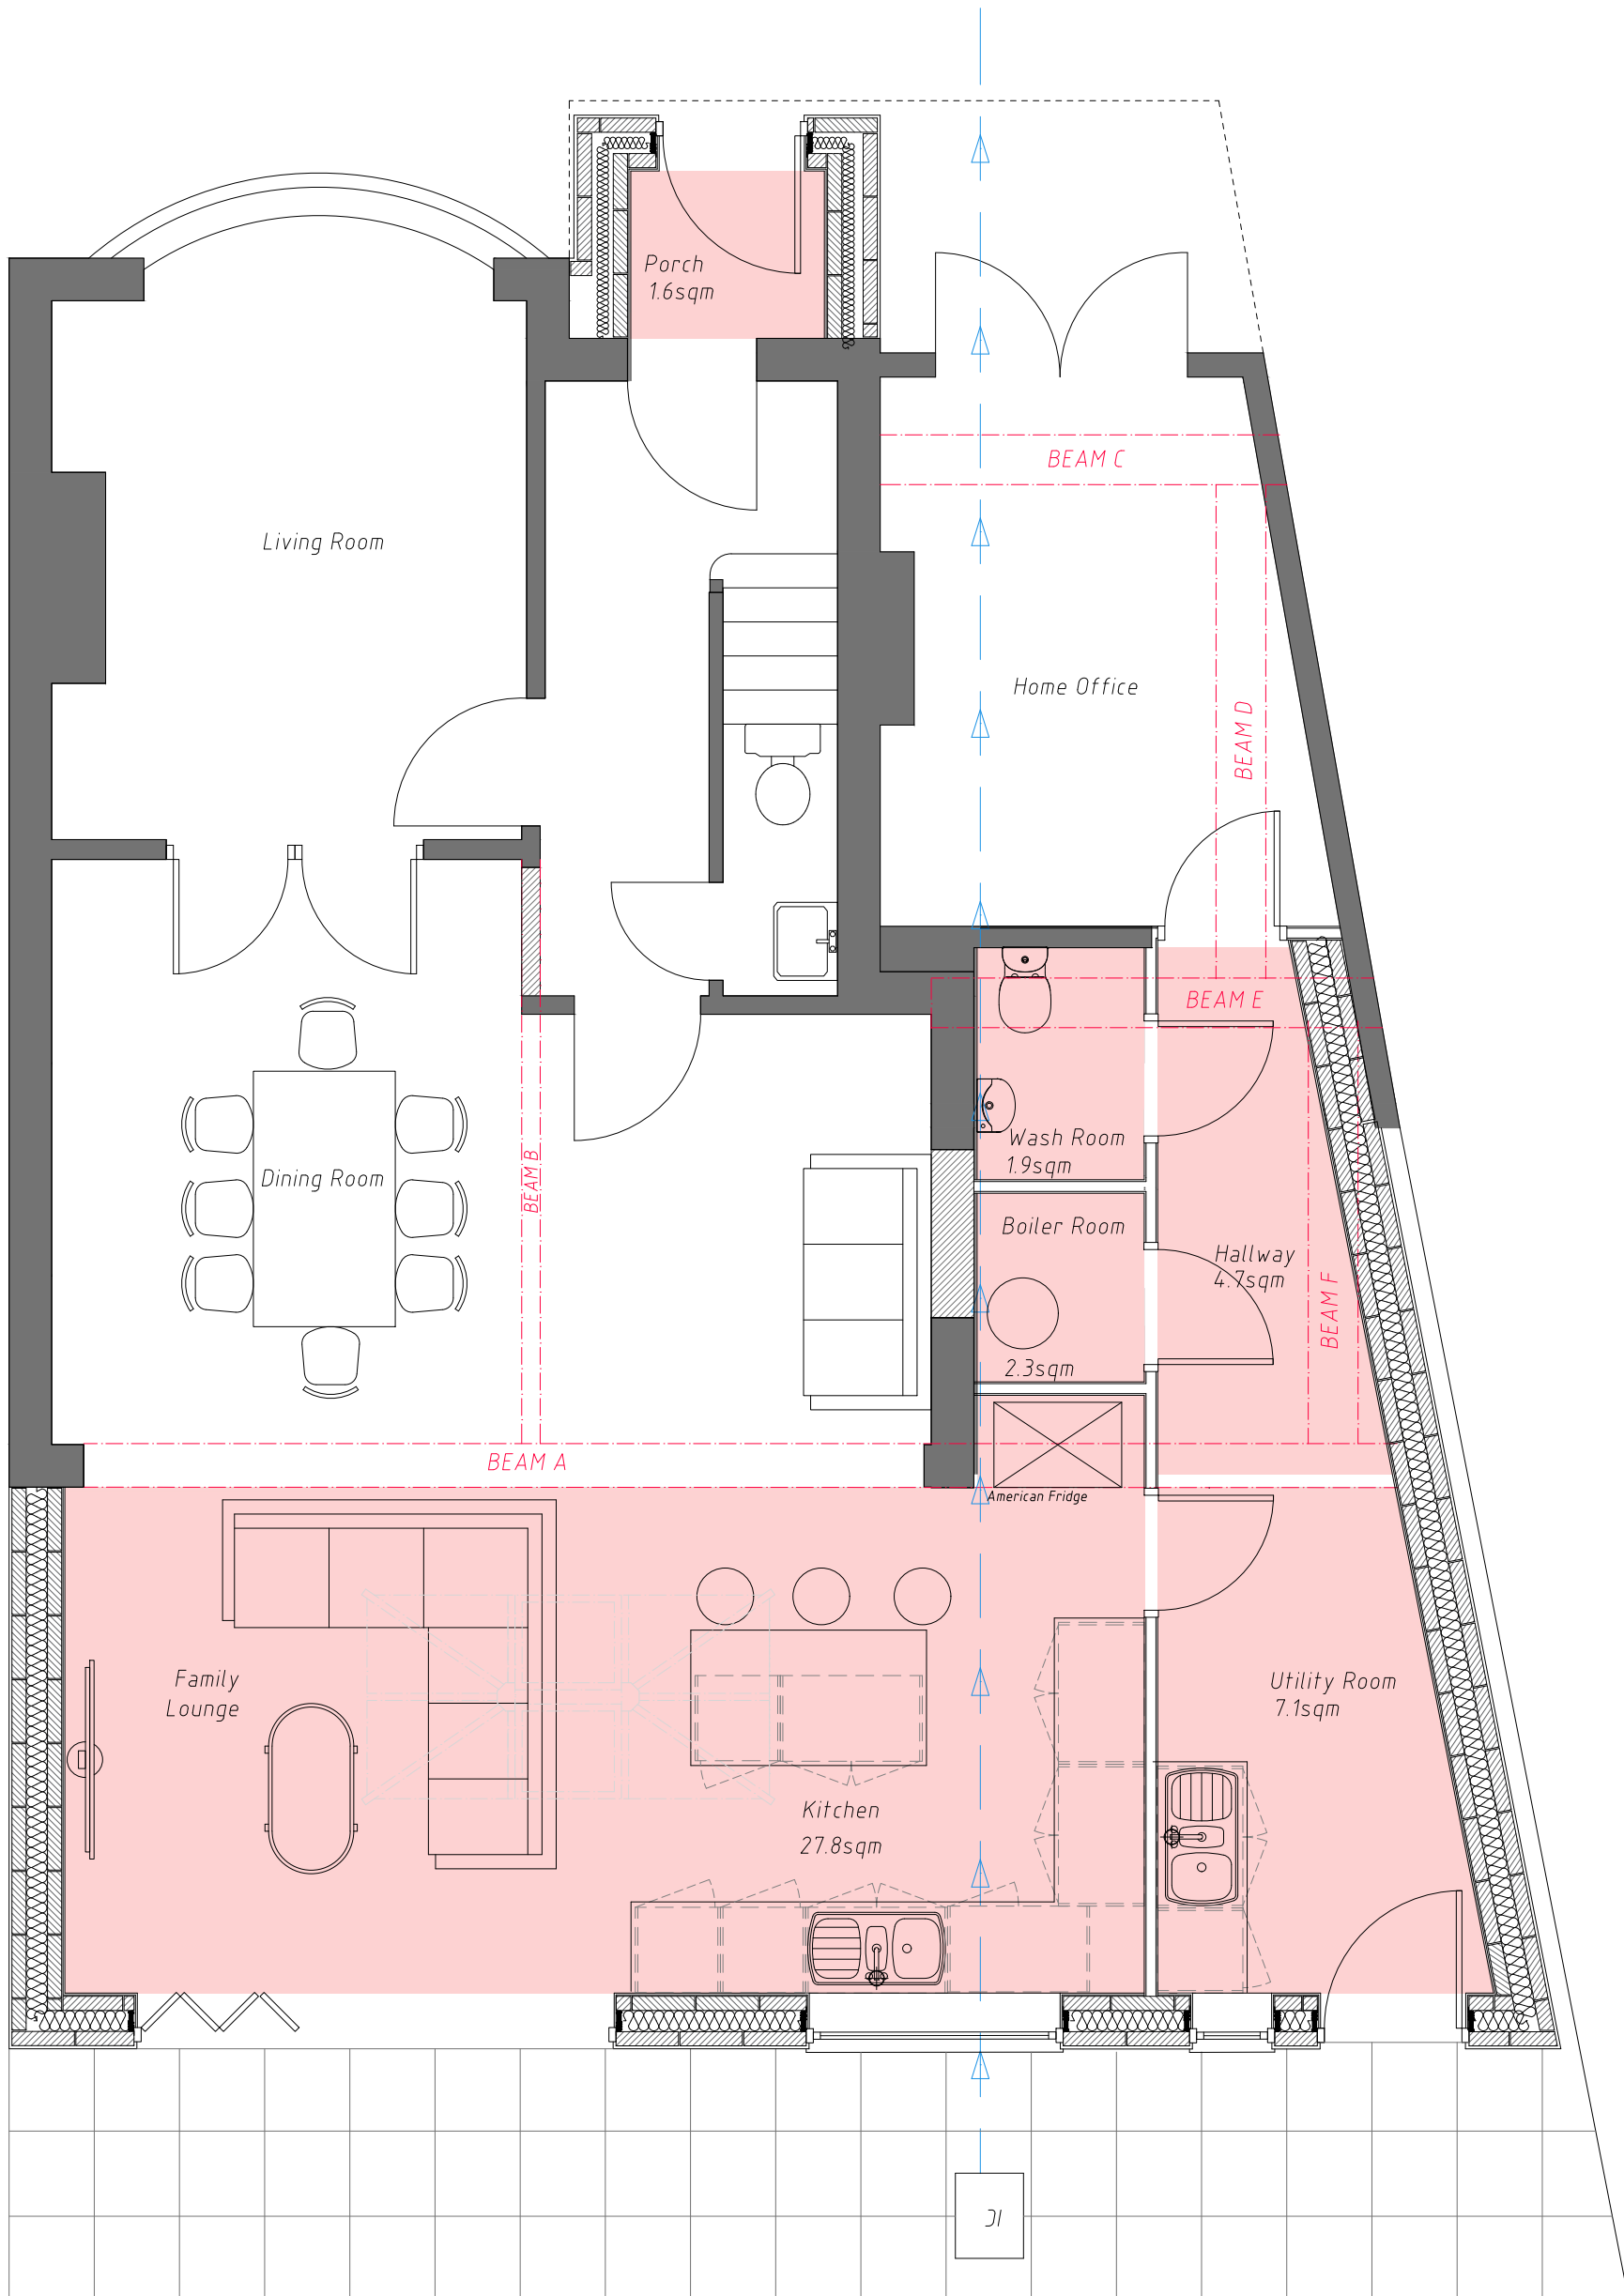 Porch
1.6sqm
BEAM C
Living Room
Home Office
BEAM D
BEAM E
Wash Room
1.9sqm
Dining Room
BEAM B
Boiler Room
Hallway
4.7sqm
BEAM F
2.3sqm
BEAM A
American Fridge
Family
Lounge
Utility Room
7.1sqm
Kitchen
27.8sqm
IC